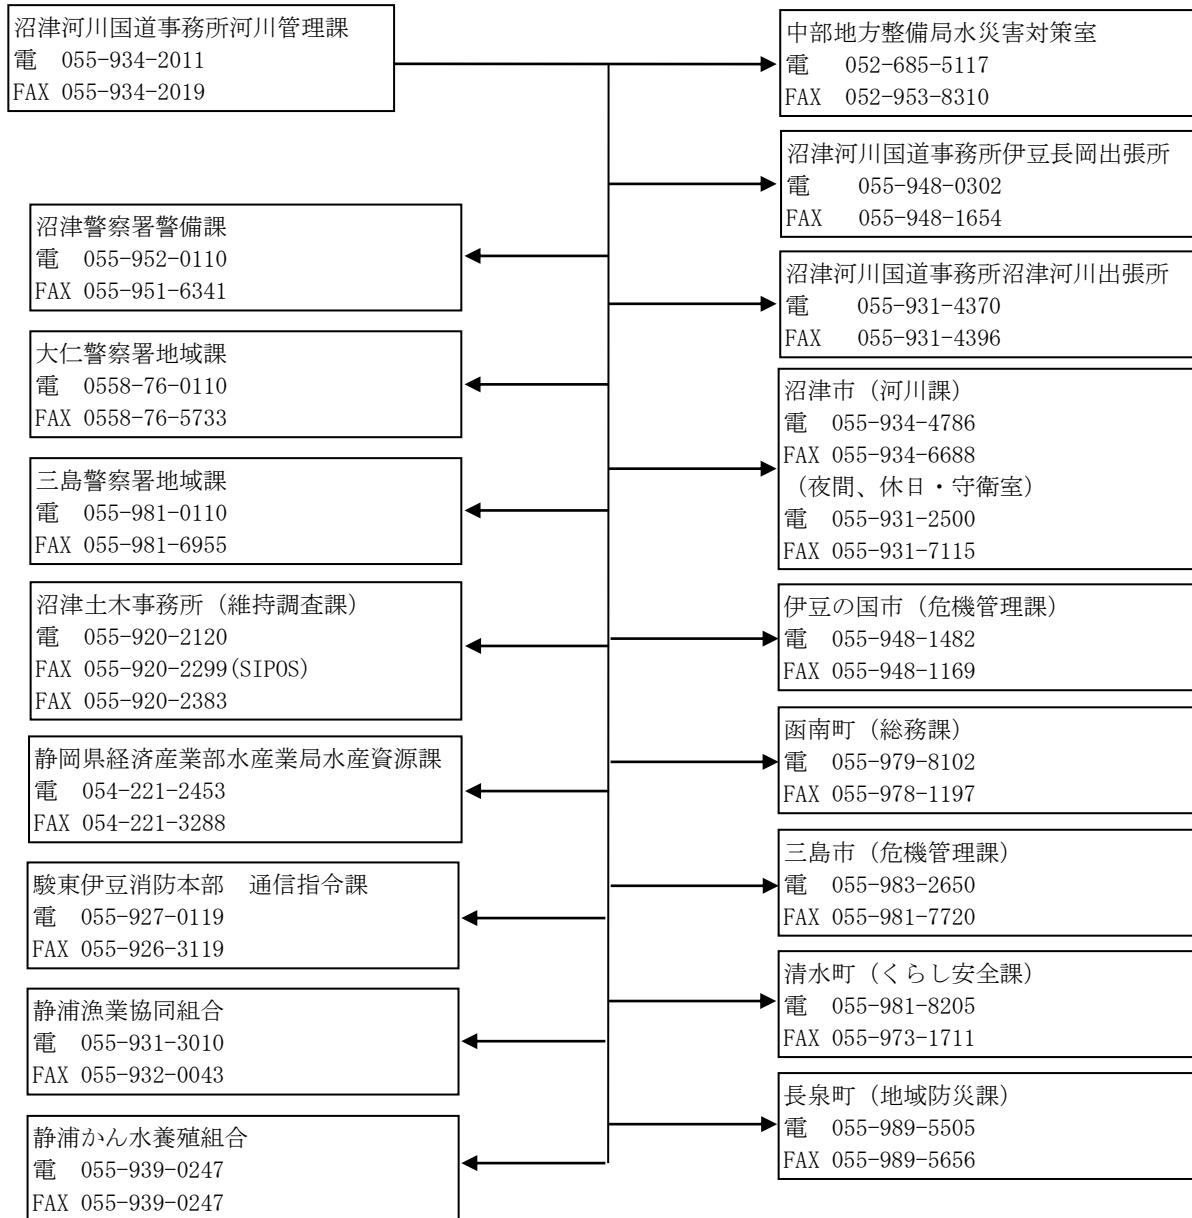 沼津河川国道事務所河川管理課
電　055-934-2011
FAX 055-934-2019
沼津警察署警備課
電　055-952-0110
FAX 055-951-6341
大仁警察署地域課
電　0558-76-0110
FAX 0558-76-5733
三島警察署地域課
電　055-981-0110
FAX 055-981-6955
沼津土木事務所（維持調査課）
電　055-920-2120
FAX 055-920-2299(SIPOS)
FAX 055-920-2383
静岡県経済産業部水産業局水産資源課
電　054-221-2453
FAX 054-221-3288
駿東伊豆消防本部　通信指令課
電　055-927-0119
FAX 055-926-3119
静浦漁業協同組合
電　055-931-3010
FAX 055-932-0043
静浦かん水養殖組合
電　055-939-0247
FAX 055-939-0247
中部地方整備局水災害対策室
電　 052-685-5117
FAX　052-953-8310
沼津河川国道事務所伊豆長岡出張所
電　　055-948-0302
FAX　 055-948-1654
沼津河川国道事務所沼津河川出張所
電　　055-931-4370
FAX　 055-931-4396
沼津市（河川課）
電　055-934-4786
FAX 055-934-6688
（夜間、休日・守衛室）
電　055-931-2500
FAX 055-931-7115
伊豆の国市（危機管理課）
電　055-948-1482
FAX 055-948-1169
函南町（総務課）
電　055-979-8102
FAX 055-978-1197
三島市（危機管理課）
電　055-983-2650
FAX 055-981-7720
清水町（くらし安全課）
電　055-981-8205
FAX 055-973-1711
長泉町（地域防災課）
電　055-989-5505
FAX 055-989-5656